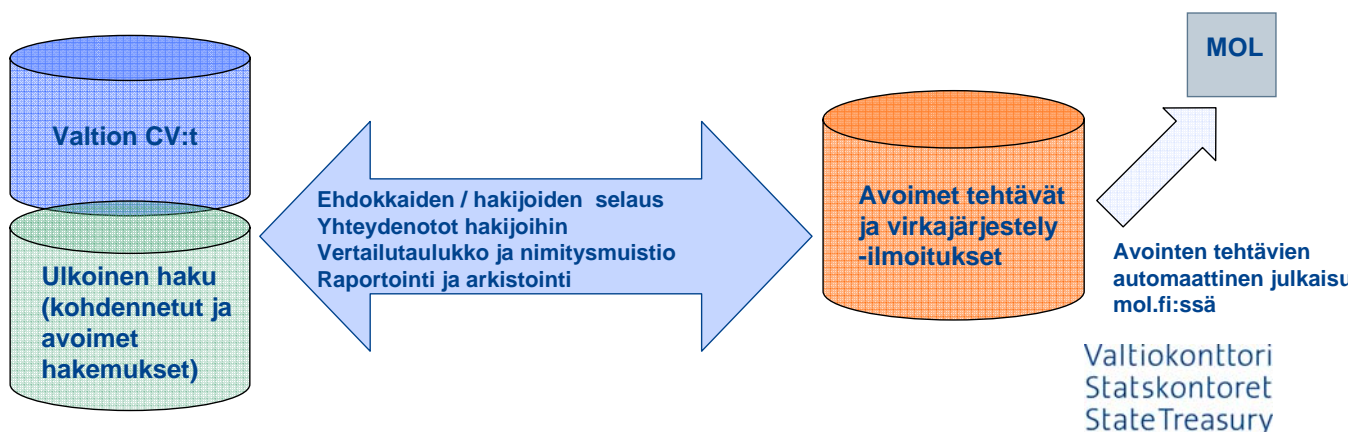 MOL
Valtion CV:t
Ulkoinen haku
(kohdennetut ja
avoimet
hakemukset)
Ehdokkaiden / hakijoiden selaus
Yhteydenotot hakijoihin
Vertailutaulukko ja nimitysmuistio
Raportointi ja arkistointi
Avoimet tehtävät
ja virkajärjestely
-ilmoitukset
Avointen tehtävien
automaattinen julkaisu
mol.fi:ssä
Valtiokonttori
Statskontoret
StateTreasury